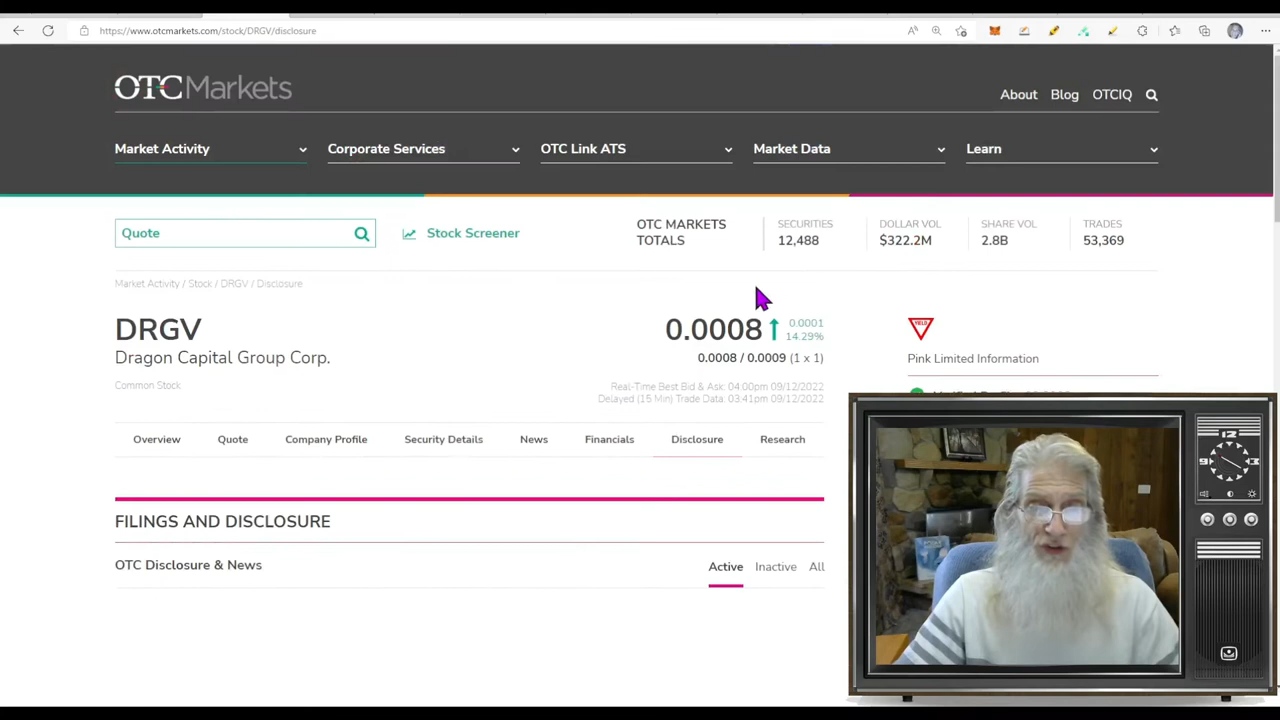 https://www.otcmarkets.com/stock/DRGV/disclosure
OTCMarkets
About Blog OTCIQ
Market Activity Corporate Services OTC Link ATS Market Data Learn
Quote Stock Screener
OTC MARKETS TOTALS
SECURITIES 12,488
DOLLAR VOL $322.2M
SHARE VOL 2.8B
TRADES 53,369
Market Activity / Stock / DRGV / Disclosure
DRGV
Dragon Capital Group Corp.
Common Stock
0.0008 0.0001 14.29%
0.0008 / 0.0009 (1 x 1)
Real-Time Best Bid & Ask: 04:00pm 09/12/2022
Delayed (15 Min) Trade Data: 03:41pm 09/12/2022
YIELD
Pink Limited Information
Overview Quote Company Profile Security Details News Financials Disclosure Research
FILINGS AND DISCLOSURE
OTC Disclosure & News Active Inactive All
12
9 3